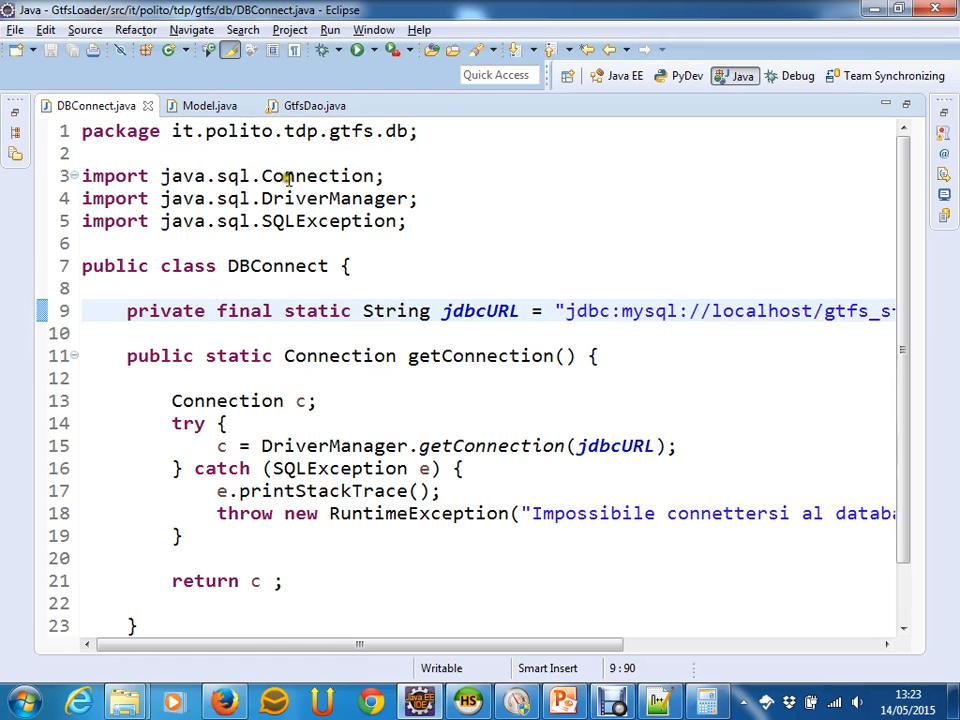 Java - GtfsLoader/src/it/polito/tdp/gtfs/db/DBConnect.java - Eclipse
File Edit Source Refactor Navigate Search Project Run Window Help
Quick Access Java EE PyDev Java Debug Team Synchronizing
DBConnect.java Model.java GtfsDao.java
1 package it.polito.tdp.gtfs.db;
2
3 import java.sql.Connection;
4 import java.sql.DriverManager;
5 import java.sql.SQLException;
6
7 public class DBConnect {
8
9 private final static String jdbcURL = "jdbc:mysql://localhost/gtfs_s
10
11 public static Connection getConnection() {
12
13 Connection c;
14 try {
15 c = DriverManager.getConnection(jdbcURL);
16 } catch (SQLException e) {
17 e.printStackTrace();
18 throw new RuntimeException("Impossibile connettersi al databa
19 }
20
21 return c ;
22
23 }
Writable Smart Insert 9 : 90
13:23
14/05/2015